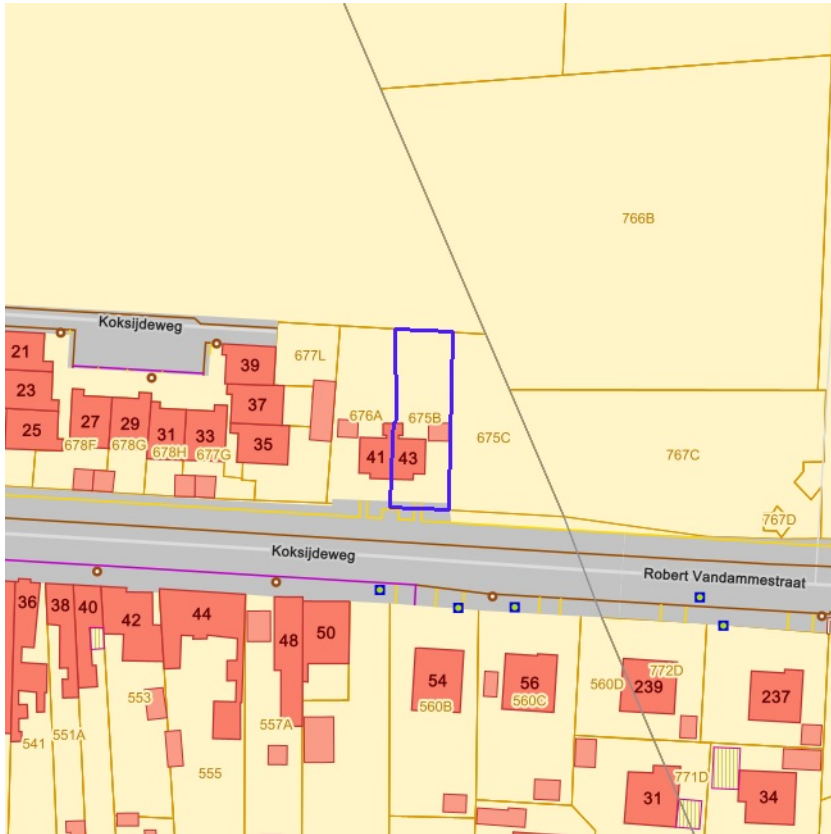 766B
Koksijdeweg
21
39
677L
23
37
27
29
676A
675B
31
33
25
35
675C
678F
678G
678H
677G
41
43
767C
767D
Koksijdeweg
Robert Vandammestraat
36
38
40
42
44
48
50
54
56
560D
772D
239
237
553
560B
560C
557A
541
551A
555
771D
31
34